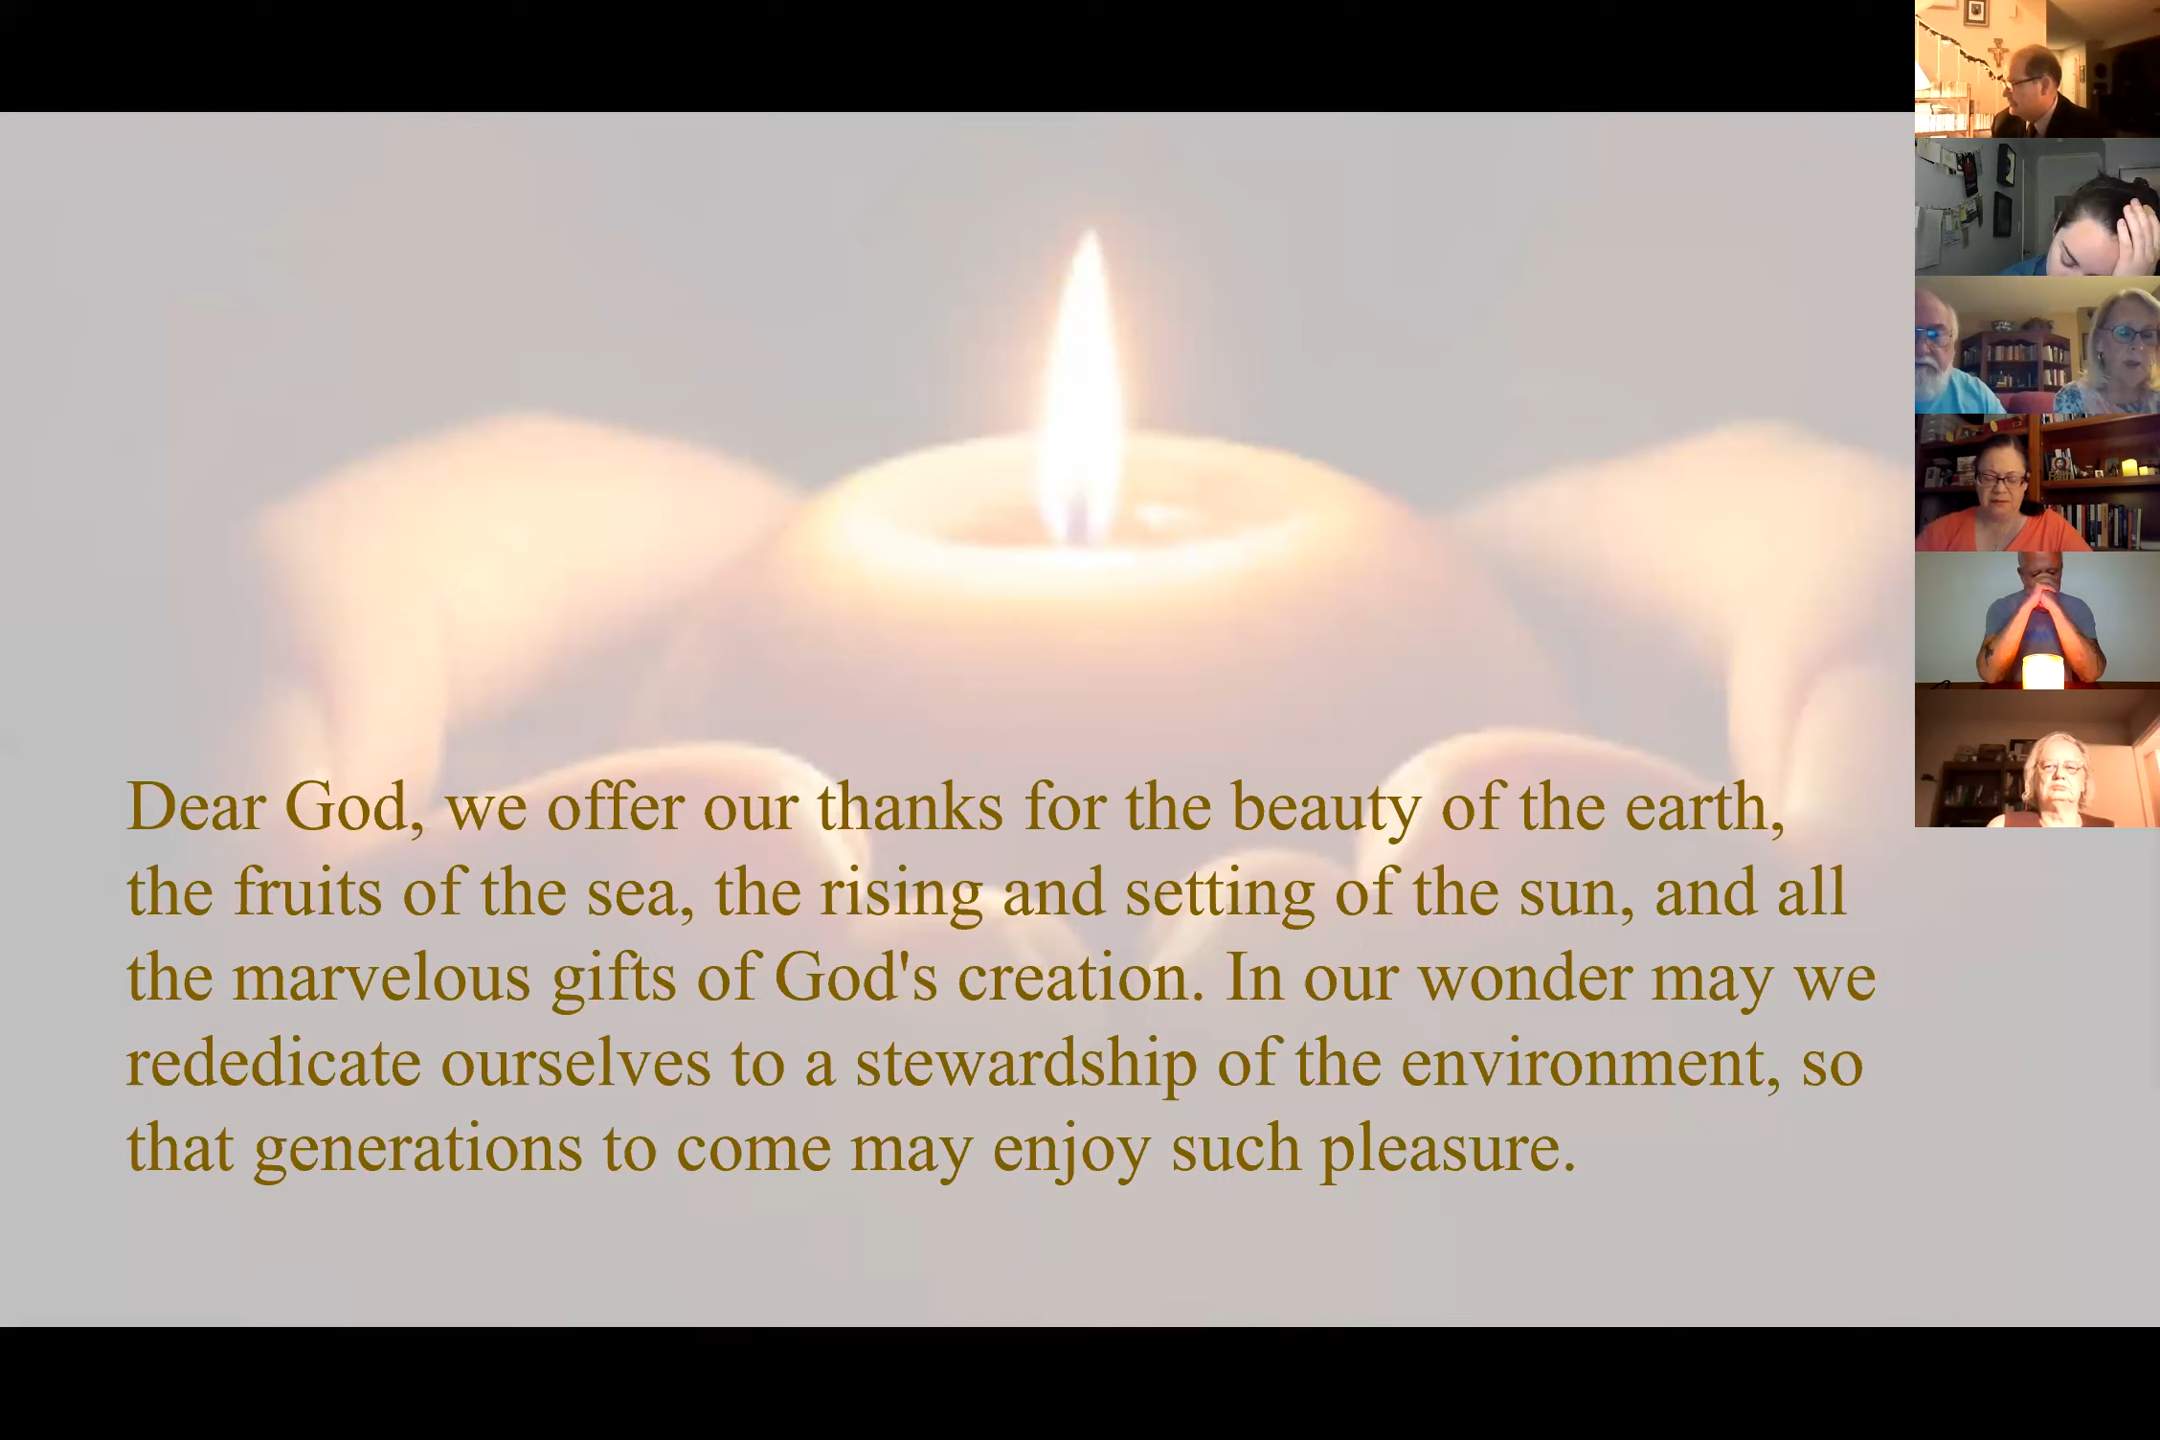 Dear God, we offer our thanks for the beauty of the earth,
the fruits of the sea, the rising and setting of the sun, and all
the marvelous gifts of God's creation. In our wonder may we
rededicate ourselves to a stewardship of the environment, so
that generations to come may enjoy such pleasure.